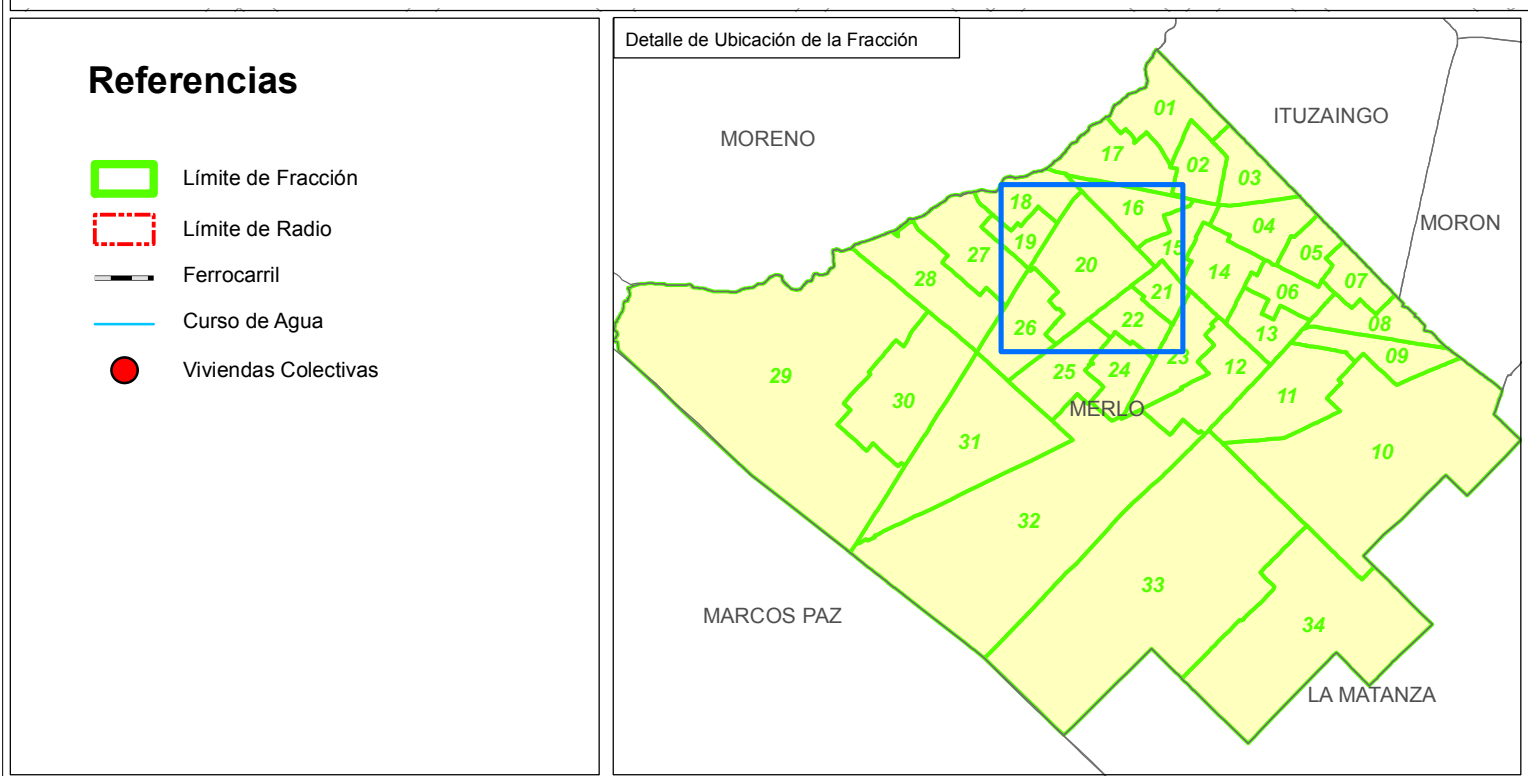 Referencias
Límite de Fracción
Límite de Radio
Ferrocarril
Curso de Agua
Viviendas Colectivas
Detalle de Ubicación de la Fracción
MORENO
ITUZAINGO
MORON
MERLO
MARCOS PAZ
LA MATANZA
01
17
02
03
18
16
04
19
27
15
05
20
14
07
28
21
06
26
22
13
08
23
09
12
25
24
29
30
11
31
10
32
33
34